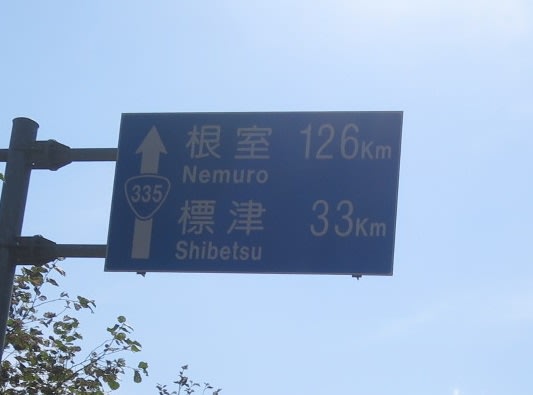 根室 126Km
Nemuro
335
標津 33Km
Shibetsu